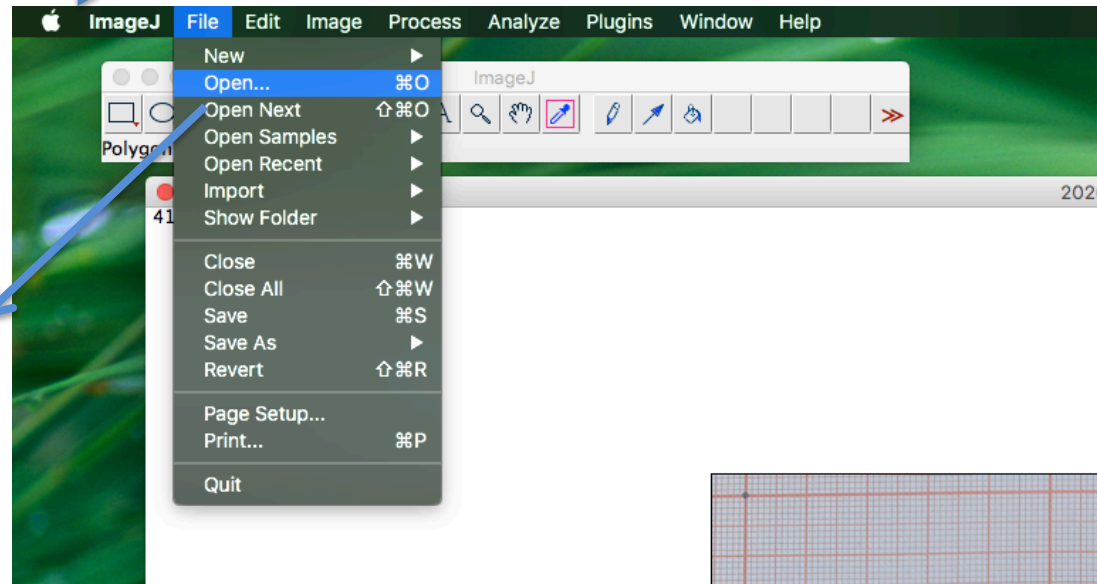 ImageJ File Edit Image Process Analyze Plugins Window Help
New
ImageJ
Open... ⌘O
Open Next ⇧⌘O
Open Samples
Polygon
Open Recent
Import
2020
41
Show Folder
Close ⌘W
Close All ⇧⌘W
Save ⌘S
Save As
Revert ⇧⌘R
Page Setup...
Print... ⌘P
Quit